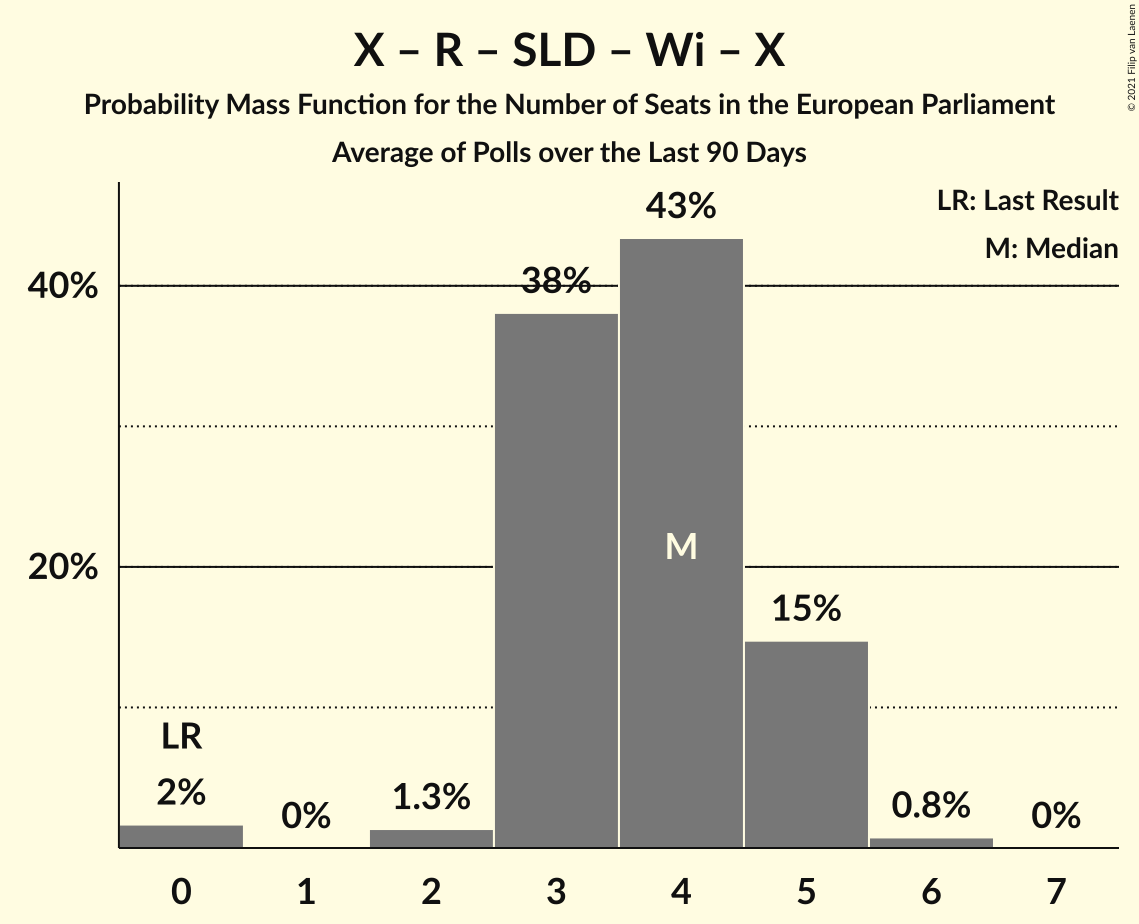 X – R – SLD – Wi – X
Probability Mass Function for the Number of Seats in the European Parliament
Average of Polls over the Last 90 Days
© 2021 Filip van Laenen
LR: Last Result
M: Median
43%
40%
38%
M
20%
15%
LR
2%
0%
1.3%
0.8%
0%
0 1 2 3 4 5 6 7